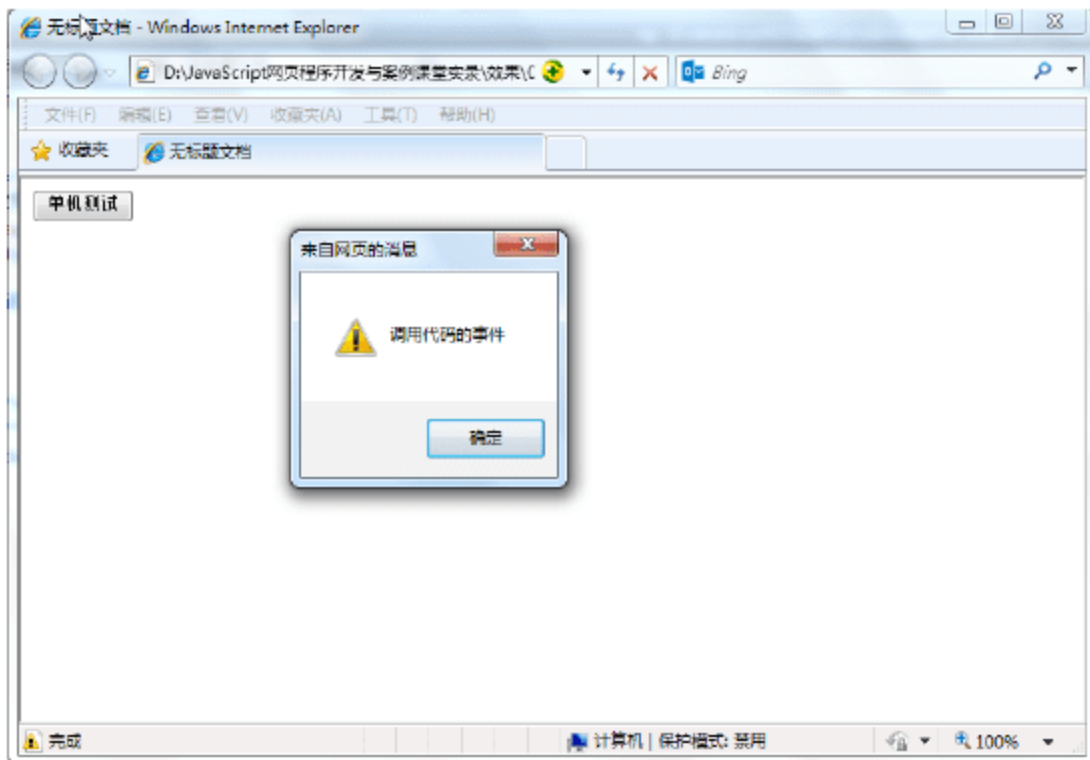 无标题文档 - Windows Internet Explorer
D:\JavaScript网页程序开发与案例课堂实录\效果\C
Bing
文件(F) 编辑(E) 查看(V) 收藏夹(A) 工具(T) 帮助(H)
收藏夹 无标题文档
单机测试
来自网页的消息
调用代码的事件
确定
完成
计算机 | 保护模式: 禁用
100%